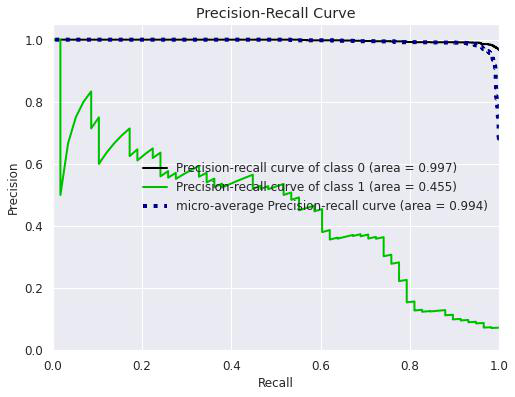 Precision-Recall Curve
1.0
0.8
0.6
0.4
0.2
0.0
Precision
Precision-recall curve of class 0 (area = 0.997)
Precision-recall curve of class 1 (area = 0.455)
micro-average Precision-recall curve (area = 0.994)
0.0 0.2 0.4 0.6 0.8 1.0
Recall